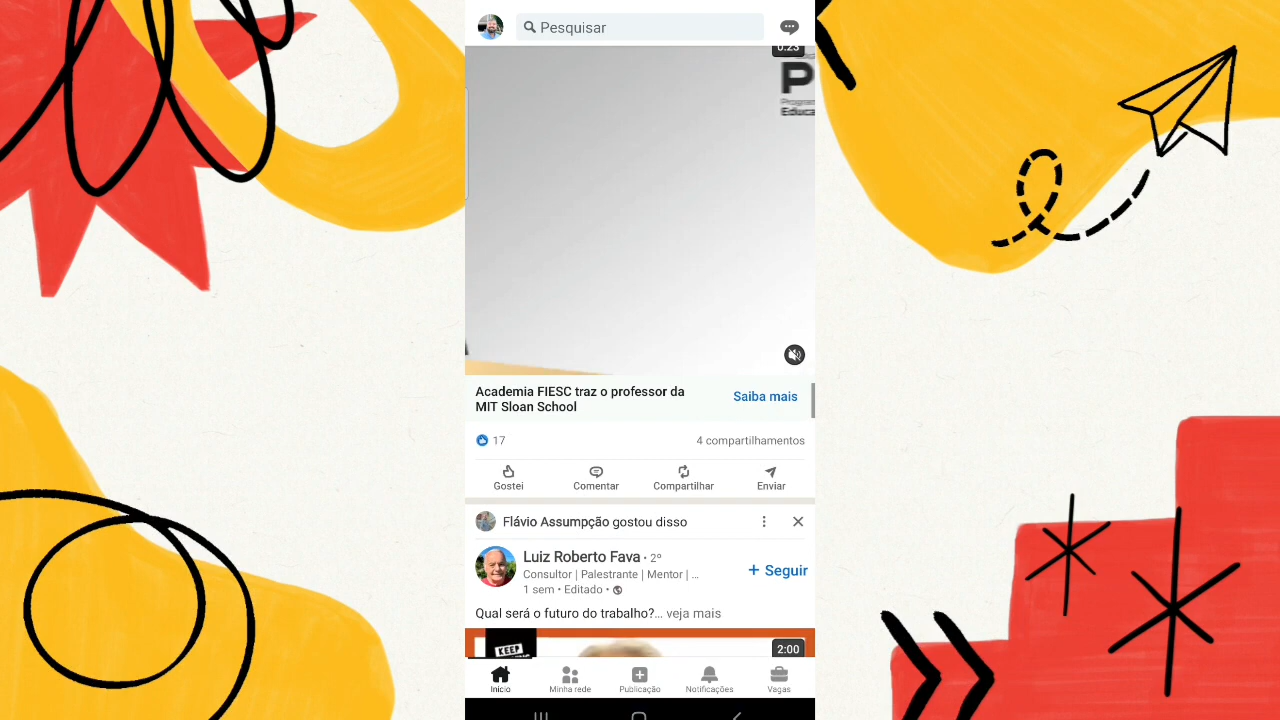 Pesquisar
0:23
P
Educa
Academia FIESC traz o professor da
MIT Sloan School
Saiba mais
17
4 compartilhamentos
Gostei
Comentar
Compartilhar
Enviar
Flávio Assumpção gostou disso
Luiz Roberto Fava • 2º
Consultor | Palestrante | Mentor | ...
1 sem • Editado •
+ Seguir
Qual será o futuro do trabalho?... veja mais
KEEP
2:00
Início
Minha rede
Publicação
Notificações
Vagas